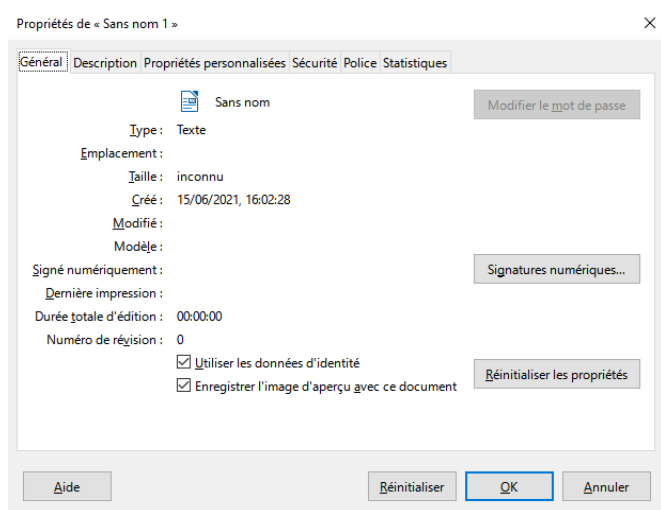 Propriétés de « Sans nom 1 »
Général Description Propriétés personnalisées Sécurité Police Statistiques
Sans nom
Modifier le mot de passe
Type : Texte
Emplacement :
Taille : inconnu
Créé : 15/06/2021, 16:02:28
Modifié :
Modèle :
Signé numériquement :
Signatures numériques...
Dernière impression :
Durée totale d'édition : 00:00:00
Numéro de révision : 0
Utiliser les données d'identité
Réinitialiser les propriétés
Enregistrer l'image d'aperçu avec ce document
Aide Réinitialiser OK Annuler